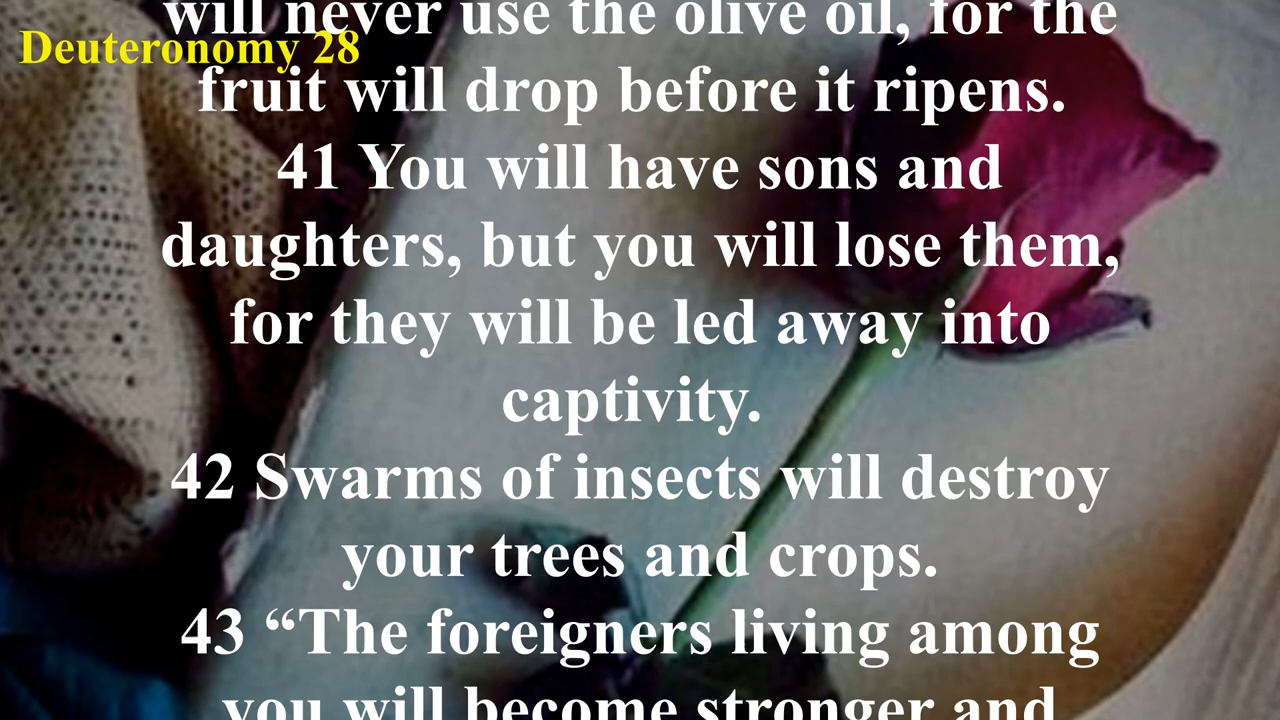 will never use the olive oil, for the
Deuteronomy 28
fruit will drop before it ripens.
41 You will have sons and
daughters, but you will lose them,
for they will be led away into
captivity.
42 Swarms of insects will destroy
your trees and crops.
43 “The foreigners living among
you will become stronger and